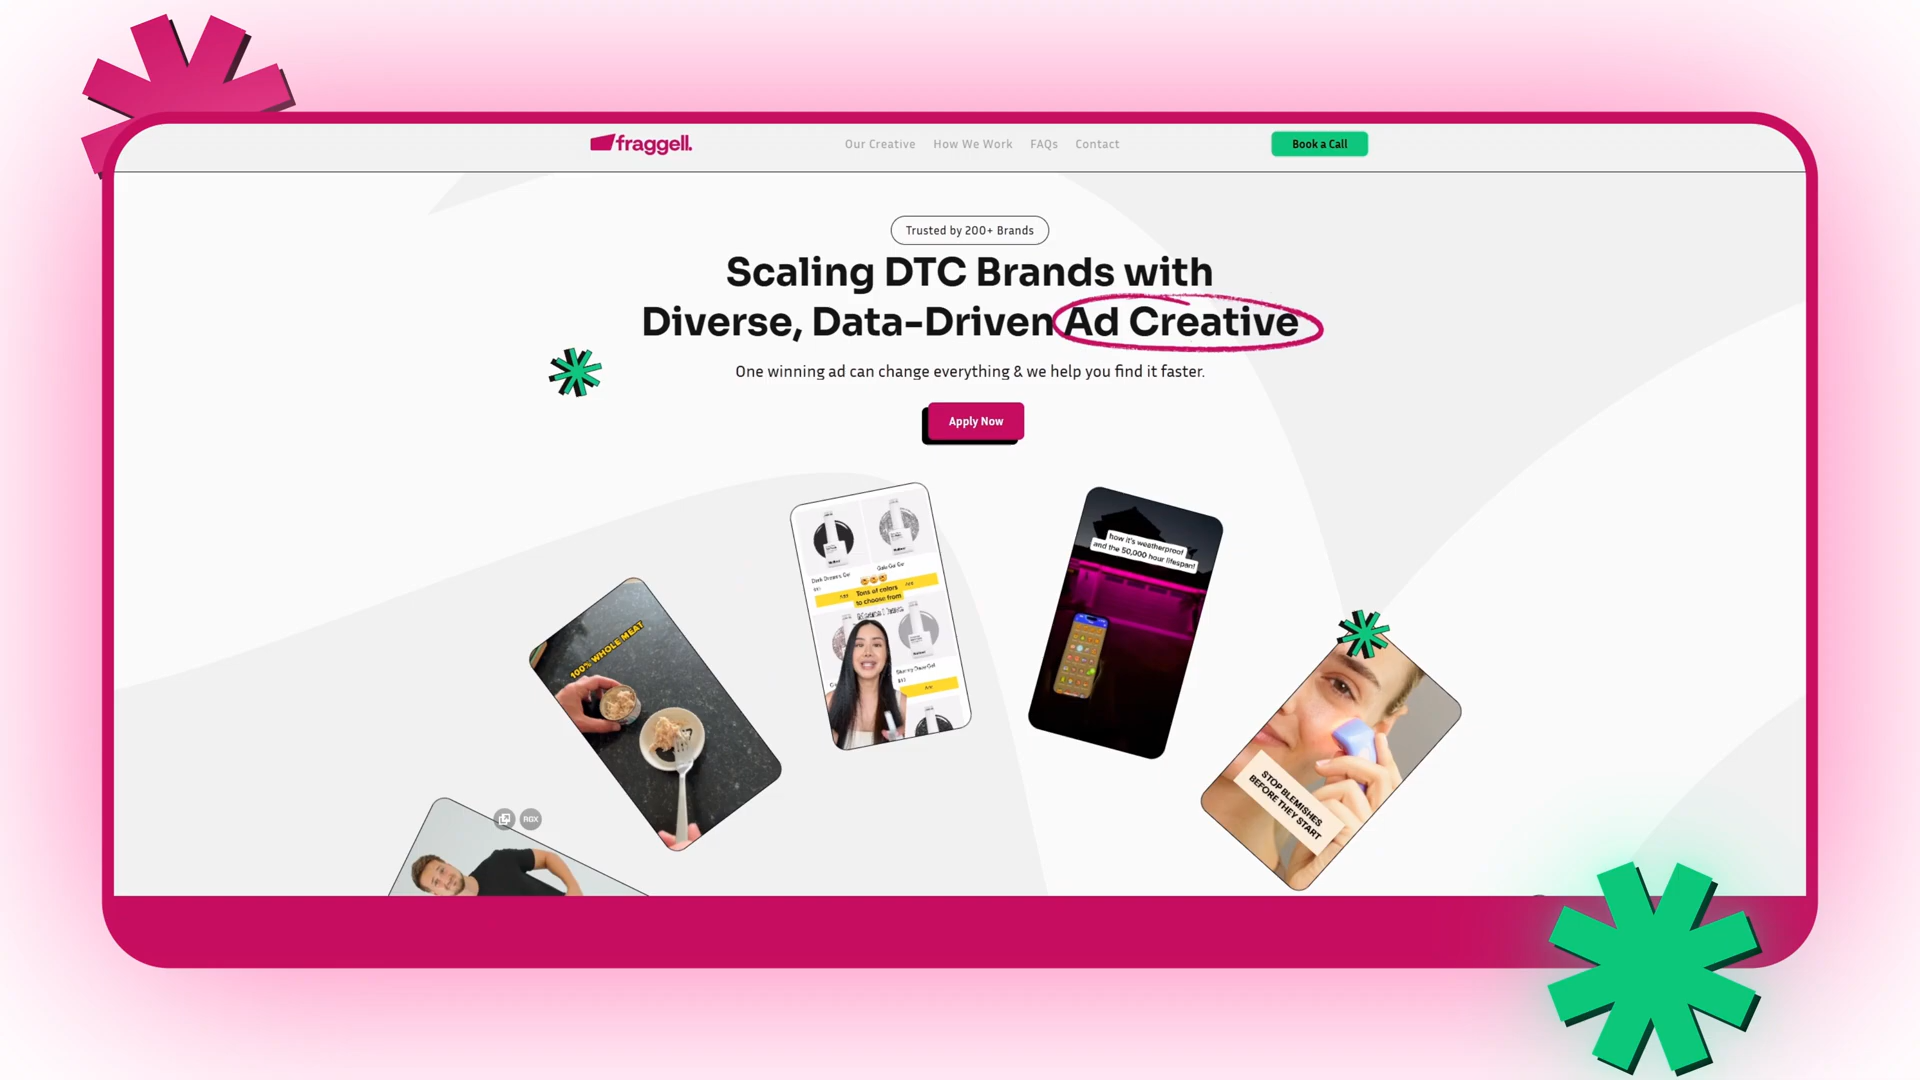 fraggell.
Our Creative How We Work FAQs Contact
Book a Call
Trusted by 200+ Brands
Scaling DTC Brands with
Diverse, Data-Driven Ad Creative
One winning ad can change everything & we help you find it faster.
Apply Now
100% WHOLE MEAT
Tons of colors
to choose from
how it's weatherproof
and the 50,000 hour lifespan!
STOP BLEMISHES
BEFORE THEY START